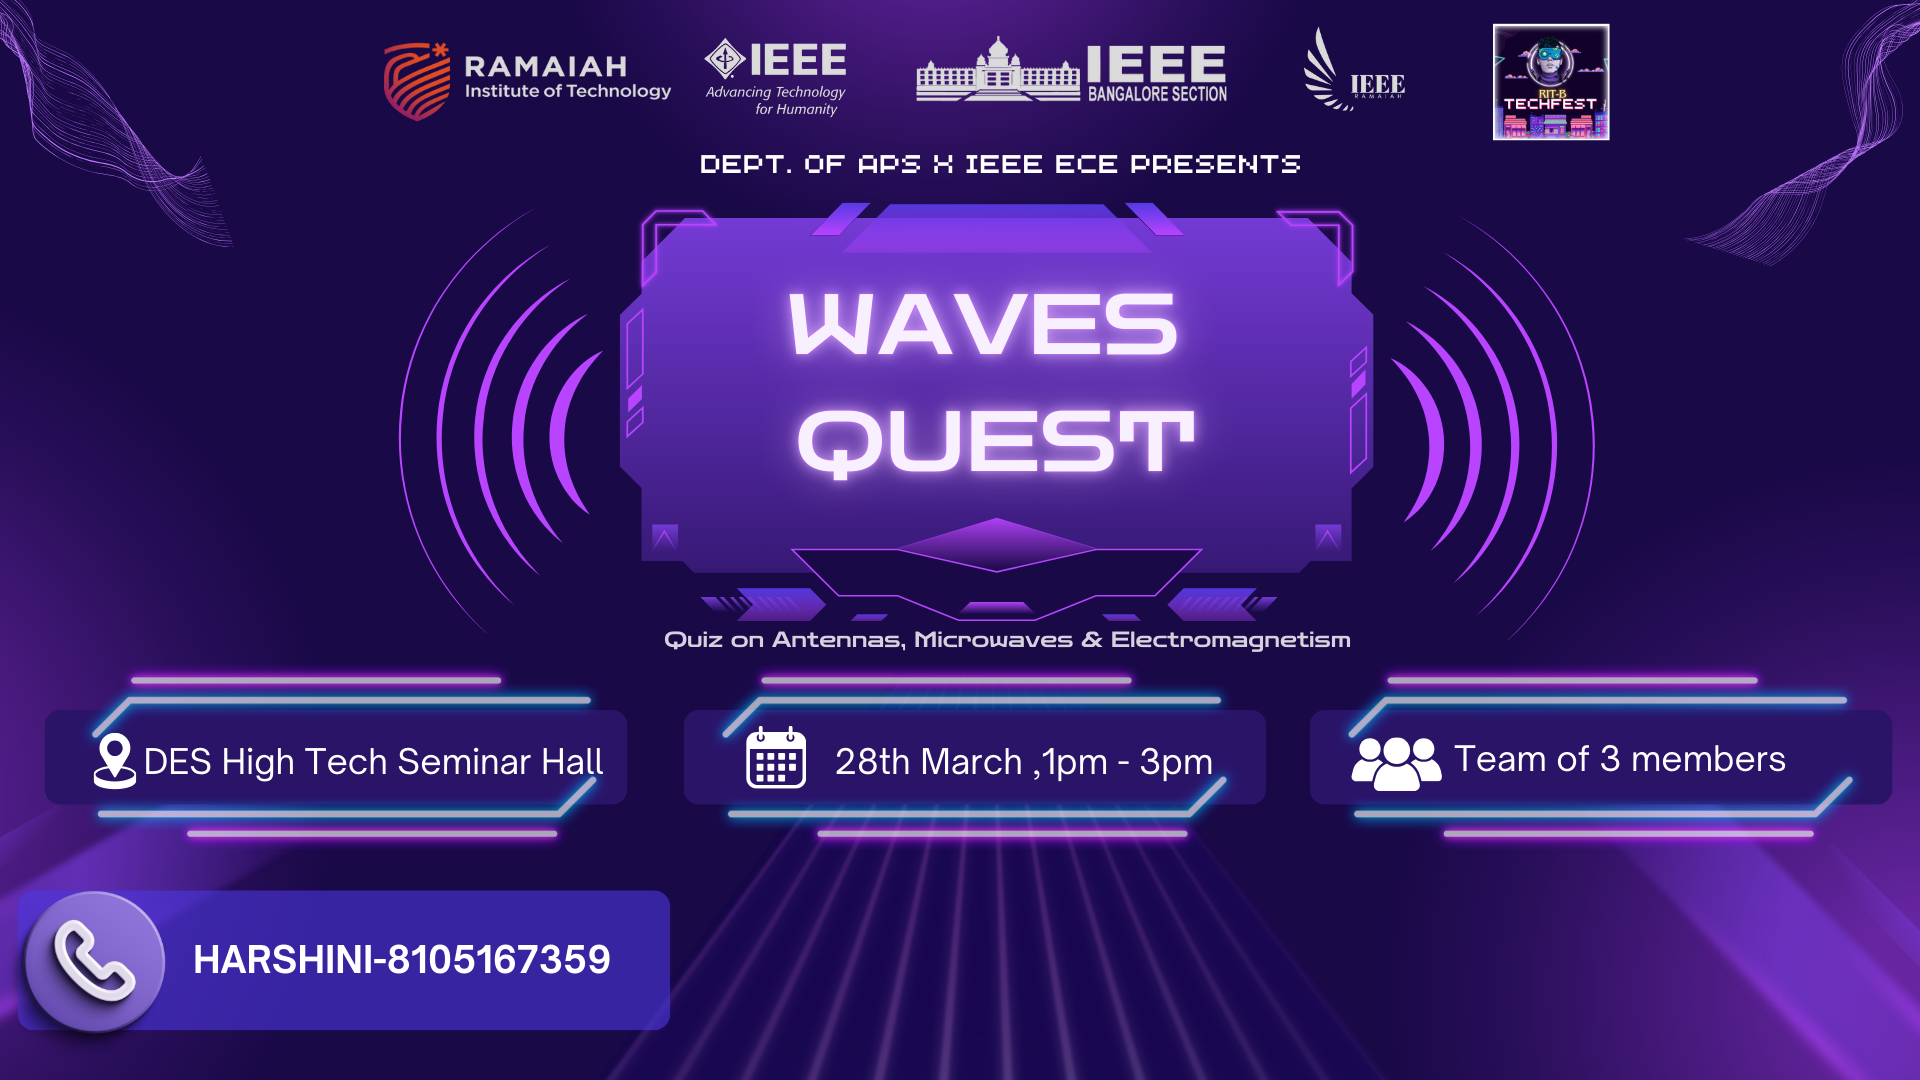 RAMAIAH
Institute of Technology
IEEE
Advancing Technology
for Humanity
IEEE
BANGALORE SECTION
IEEE
RAMAIAH
RIT-B
TECHFEST
DEPT. OF APS X IEEE ECE PRESENTS
WAVES
QUEST
Quiz on Antennas, Microwaves & Electromagnetism
DES High Tech Seminar Hall
28th March ,1pm - 3pm
Team of 3 members
HARSHINI-8105167359